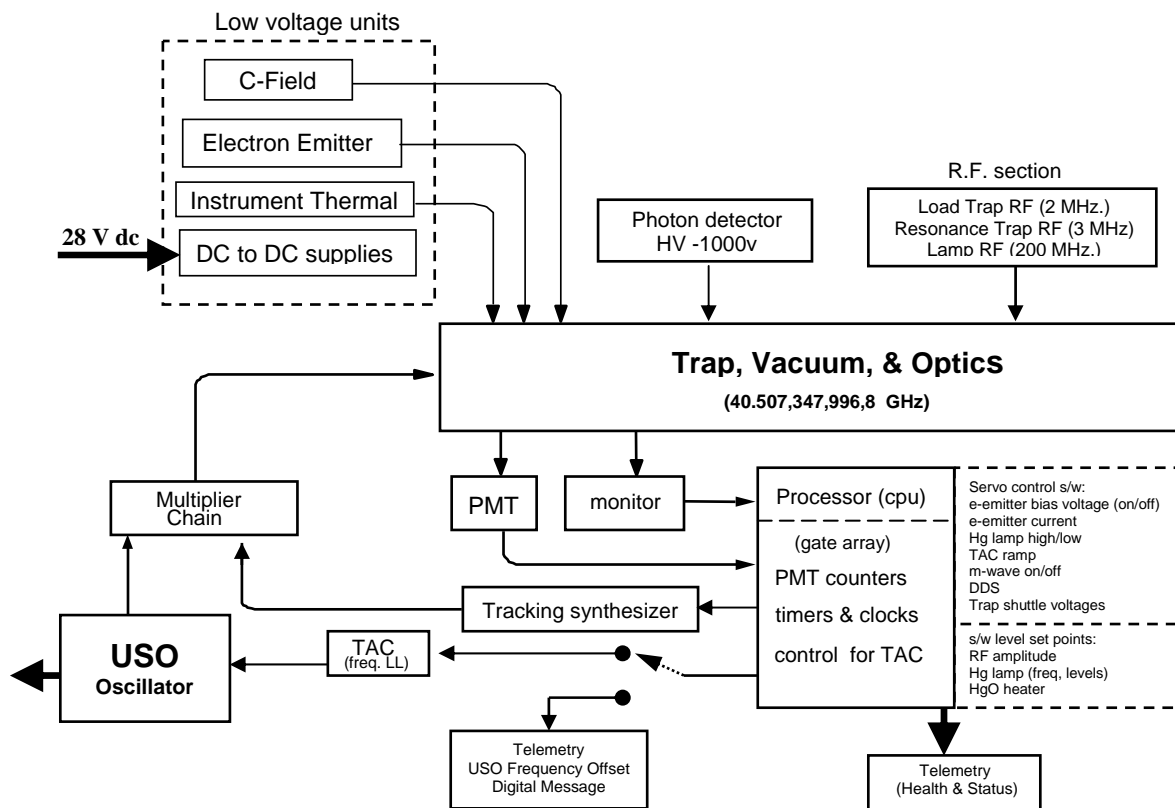 Low voltage units
C-Field
Electron Emitter
Instrument Thermal
28 V dc
DC to DC supplies
Photon detector
HV -1000v
R.F. section
Load Trap RF (2 MHz.)
Resonance Trap RF (3 MHz)
Lamp RF (200 MHz.)
Trap, Vacuum, & Optics
(40.507,347,996,8 GHz)
Multiplier
Chain
PMT
monitor
Processor (cpu)
(gate array)
PMT counters
timers & clocks
control for TAC
Servo control s/w:
e-emitter bias voltage (on/off)
e-emitter current
Hg lamp high/low
TAC ramp
m-wave on/off
DDS
Trap shuttle voltages
s/w level set points:
RF amplitude
Hg lamp (freq, levels)
HgO heater
Tracking synthesizer
USO
Oscillator
TAC
(freq. LL)
Telemetry
USO Frequency Offset
Digital Message
Telemetry
(Health & Status)